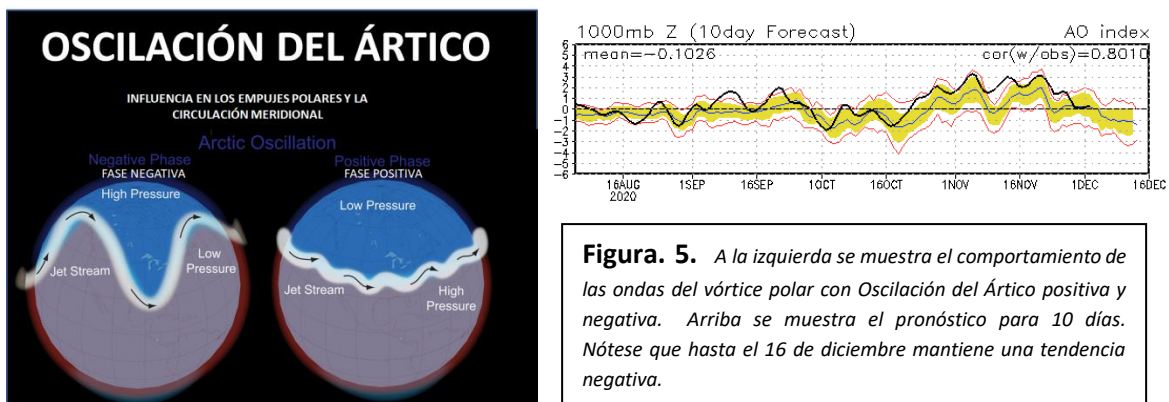 OSCILACIÓN DEL ÁRTICO
INFLUENCIA EN LOS EMPUJES POLARES Y LA
CIRCULACIÓN MERIDIONAL
Arctic Oscillation
Negative Phase
FASE NEGATIVA
High Pressure
Jet Stream
Low
Pressure
Positive Phase
FASE POSITIVA
Low Pressure
Jet Stream
High
Pressure
1000mb Z (10day Forecast) AO index
mean=-0.1026 cor(w/obs)=0.8010
6
5
4
3
2
1
0
-1
-2
-3
-4
-5
-6
16AUG 1SEP 16SEP 1OCT 16OCT 1NOV 16NOV 1DEC 16DEC
2020
Figura. 5. A la izquierda se muestra el comportamiento de
las ondas del vórtice polar con Oscilación del Ártico positiva y
negativa. Arriba se muestra el pronóstico para 10 días.
Nótese que hasta el 16 de diciembre mantiene una tendencia
negativa.